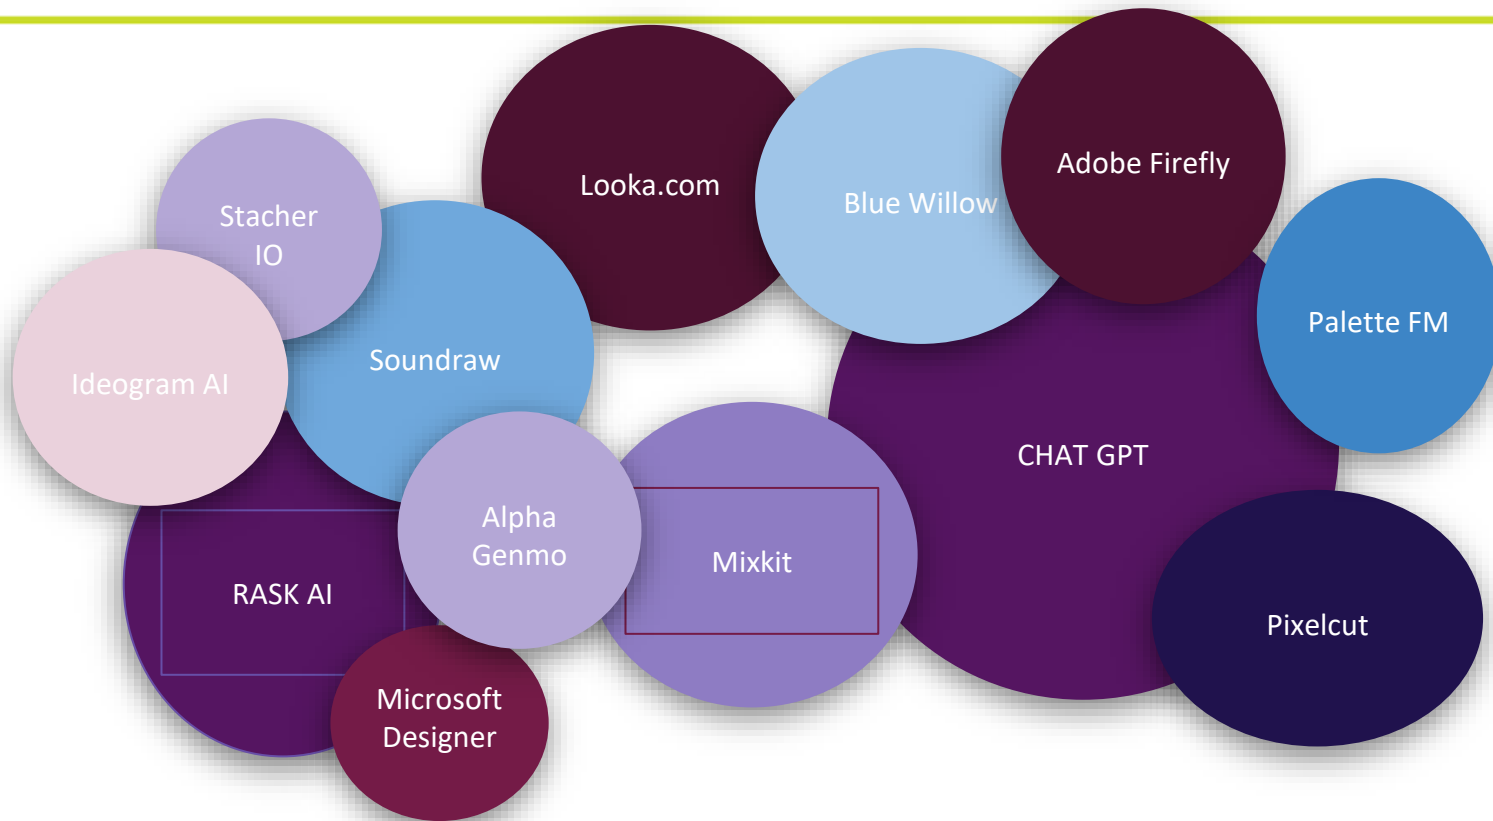 Looka.com
Blue Willow
Adobe Firefly
Stacher
IO
Soundraw
Ideogram AI
Palette FM
CHAT GPT
Alpha
Genmo
Mixkit
RASK AI
Pixelcut
Microsoft
Designer